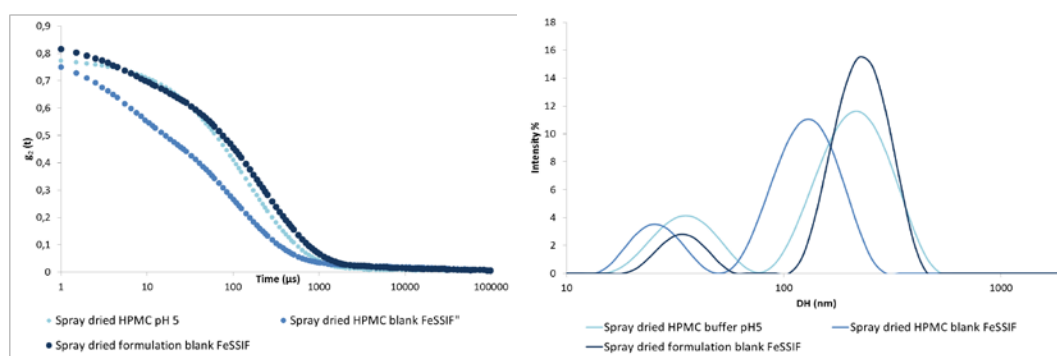 0,9
0,8
0,7
0,6
0,5
0,4
0,3
0,2
0,1
0
g₂ (t)
1 10 100 1000 10000 100000
Time (µs)
Spray dried HPMC pH 5
Spray dried HPMC blank FeSSIF"
Spray dried formulation blank FeSSIF
18
16
14
12
10
8
6
4
2
0
Intensity %
10 100 1000
DH (nm)
Spray dried HPMC buffer pH5
Spray dried HPMC blank FeSSIF
Spray dried formulation blank FeSSIF